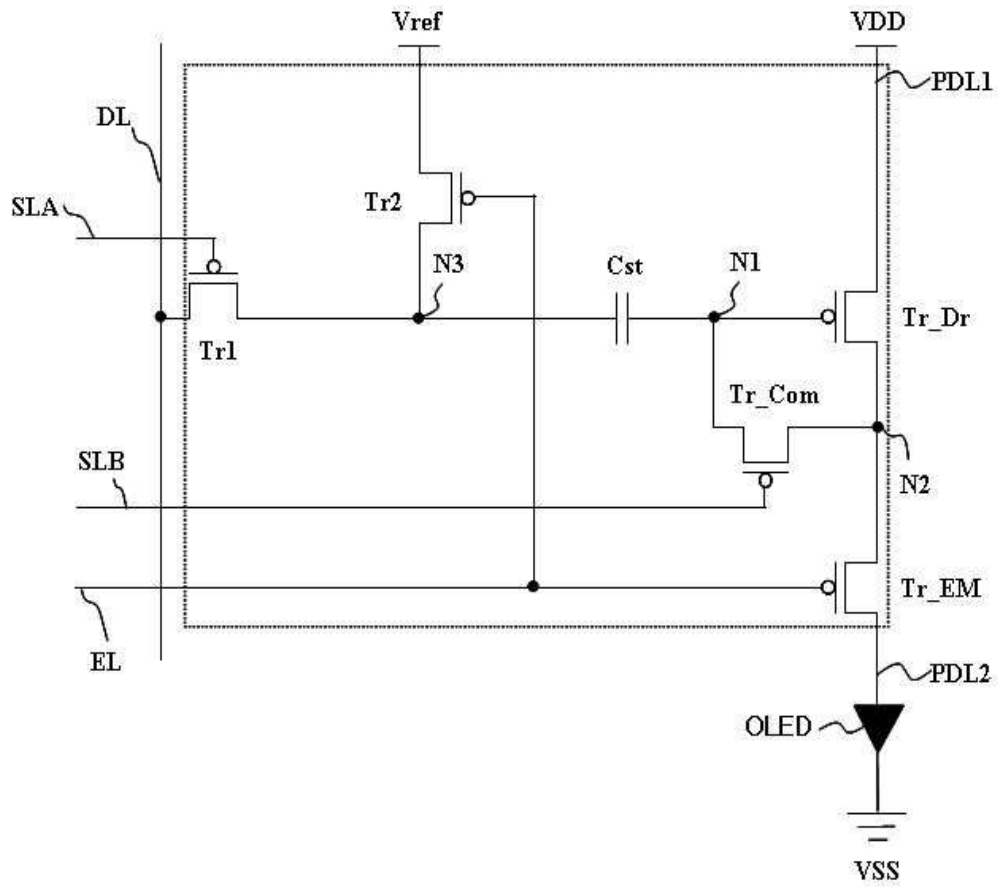 Vref
VDD
PDL1
DL
Tr2
SLA
N3
Cst
N1
Tr_Dr
Tr1
Tr_Com
SLB
N2
Tr_EM
EL
PDL2
OLED
VSS